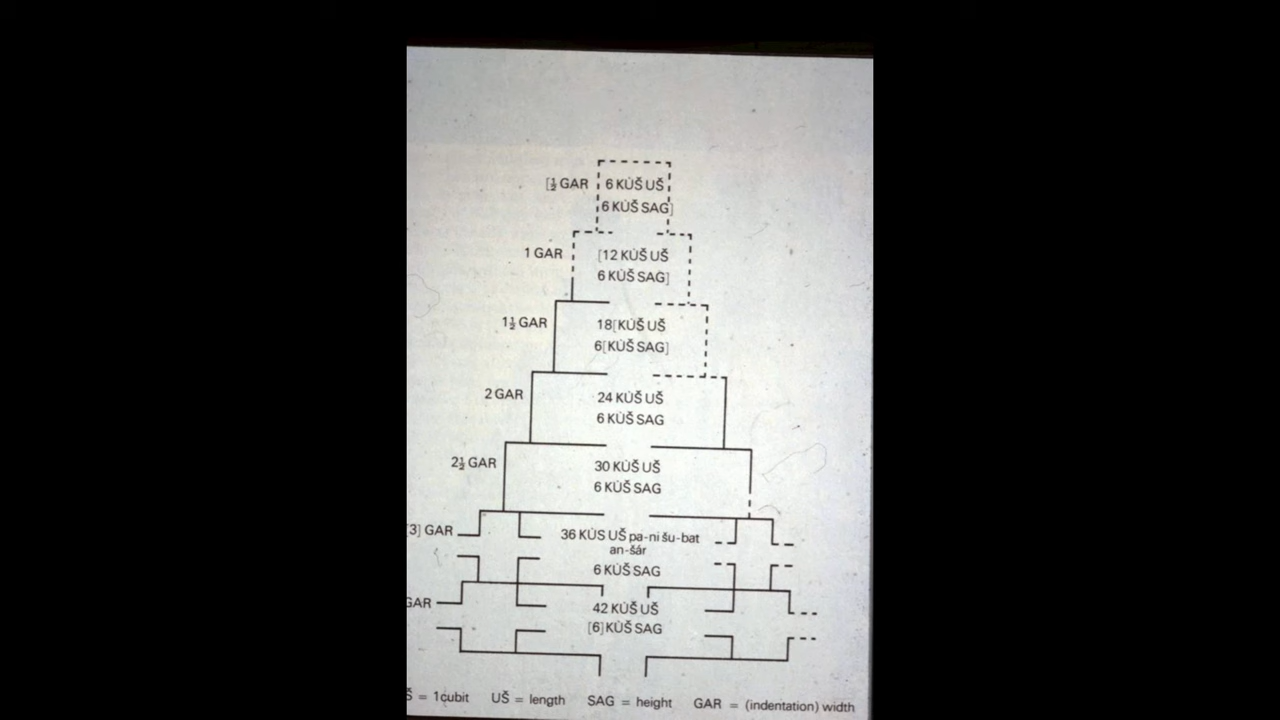 [½ GAR 6 KÙŠ UŠ
6 KÙŠ SAG]
1 GAR [12 KÙŠ UŠ
6 KÙŠ SAG]
1½ GAR 18[KÙŠ UŠ
6[KÙŠ SAG]
2 GAR 24 KÙŠ UŠ
6 KÙŠ SAG
2½ GAR 30 KÙŠ UŠ
6 KÙŠ SAG
3] GAR 36 KÙS UŠ pa-ni šu-bat
an-šár
6 KÙŠ SAG
GAR 42 KÙŠ UŠ
[6]KÙŠ SAG
Š = 1cubit UŠ = length SAG = height GAR = (indentation) width